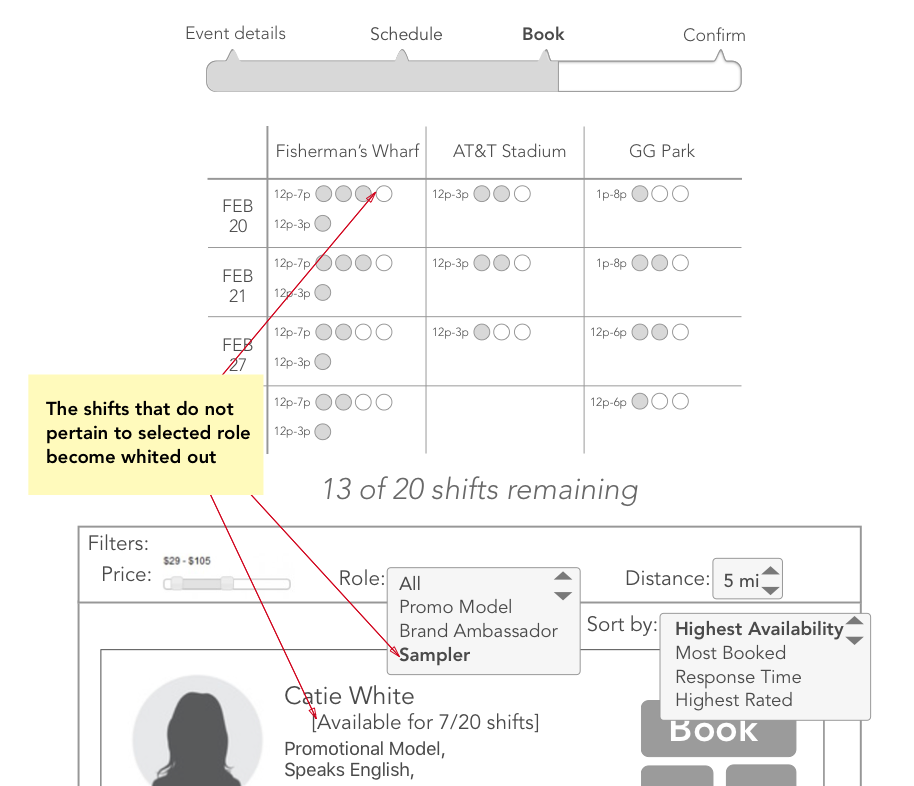 Event details Schedule Book Confirm
Fisherman's Wharf AT&T Stadium GG Park
FEB 20
12p-7p 12p-3p 1p-8p
12p-3p
FEB 21
12p-7p 12p-3p 1p-8p
12p-3p
FEB 27
12p-7p 12p-3p 12p-6p
12p-3p
12p-7p 12p-6p
12p-3p
The shifts that do not
pertain to selected role
become whited out
13 of 20 shifts remaining
Filters:
Price: $29 - $105
Role: All
Promo Model
Brand Ambassador
Sampler
Distance: 5 mi
Sort by: Highest Availability
Most Booked
Response Time
Highest Rated
Catie White
[Available for 7/20 shifts]
Promotional Model,
Speaks English,
Book